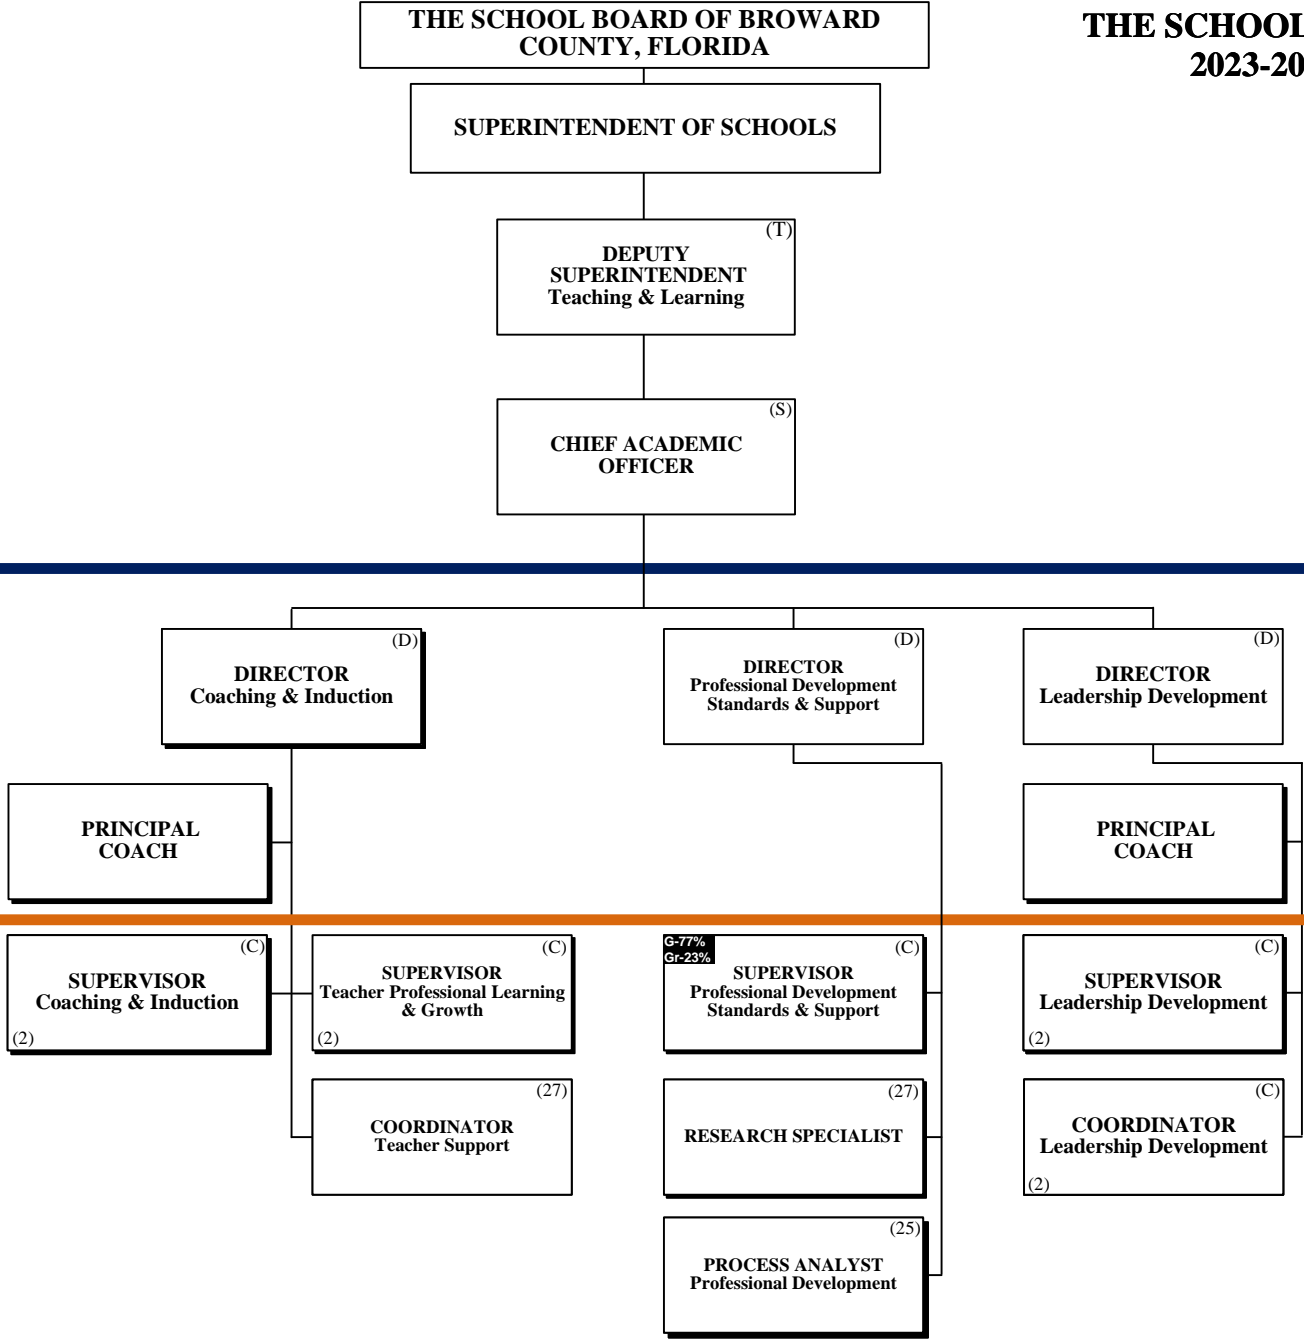 THE SCHOOL BOARD OF BROWARD
COUNTY, FLORIDA
THE SCHOOL
2023-20
SUPERINTENDENT OF SCHOOLS
(T)
DEPUTY
SUPERINTENDENT
Teaching & Learning
(S)
CHIEF ACADEMIC
OFFICER
(D)
DIRECTOR
Coaching & Induction
(D)
DIRECTOR
Professional Development
Standards & Support
(D)
DIRECTOR
Leadership Development
PRINCIPAL
COACH
PRINCIPAL
COACH
(C)
SUPERVISOR
Coaching & Induction
(2)
(C)
SUPERVISOR
Teacher Professional Learning
& Growth
(2)
G-77%
Gr-23%
(C)
SUPERVISOR
Professional Development
Standards & Support
(C)
SUPERVISOR
Leadership Development
(2)
(27)
COORDINATOR
Teacher Support
(27)
RESEARCH SPECIALIST
(C)
COORDINATOR
Leadership Development
(2)
(25)
PROCESS ANALYST
Professional Development